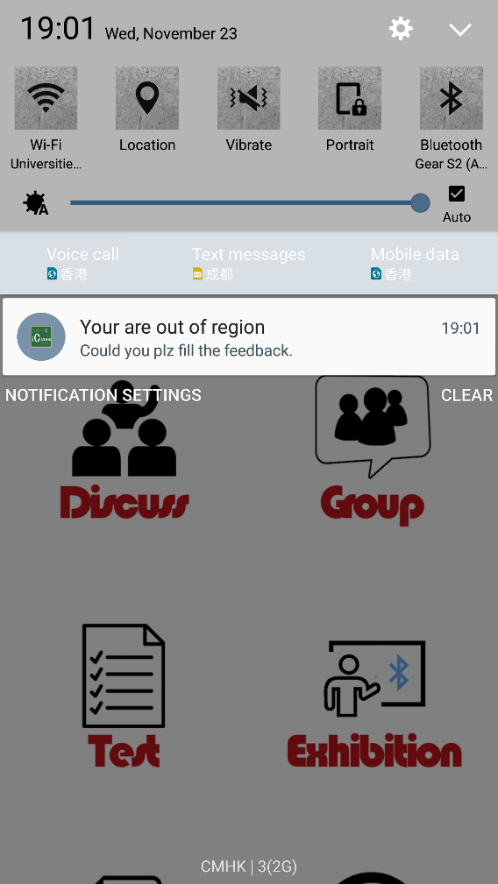 19:01 Wed, November 23
Wi-Fi
Universitie...
Location
Vibrate
Portrait
Bluetooth
Gear S2 (A...
A
Auto
Voice call
香港
Text messages
成都
Mobile data
香港
iClass
Your are out of region
19:01
Could you plz fill the feedback.
NOTIFICATION SETTINGS
CLEAR
Discuss
Group
Test
Exhibition
CMHK | 3(2G)